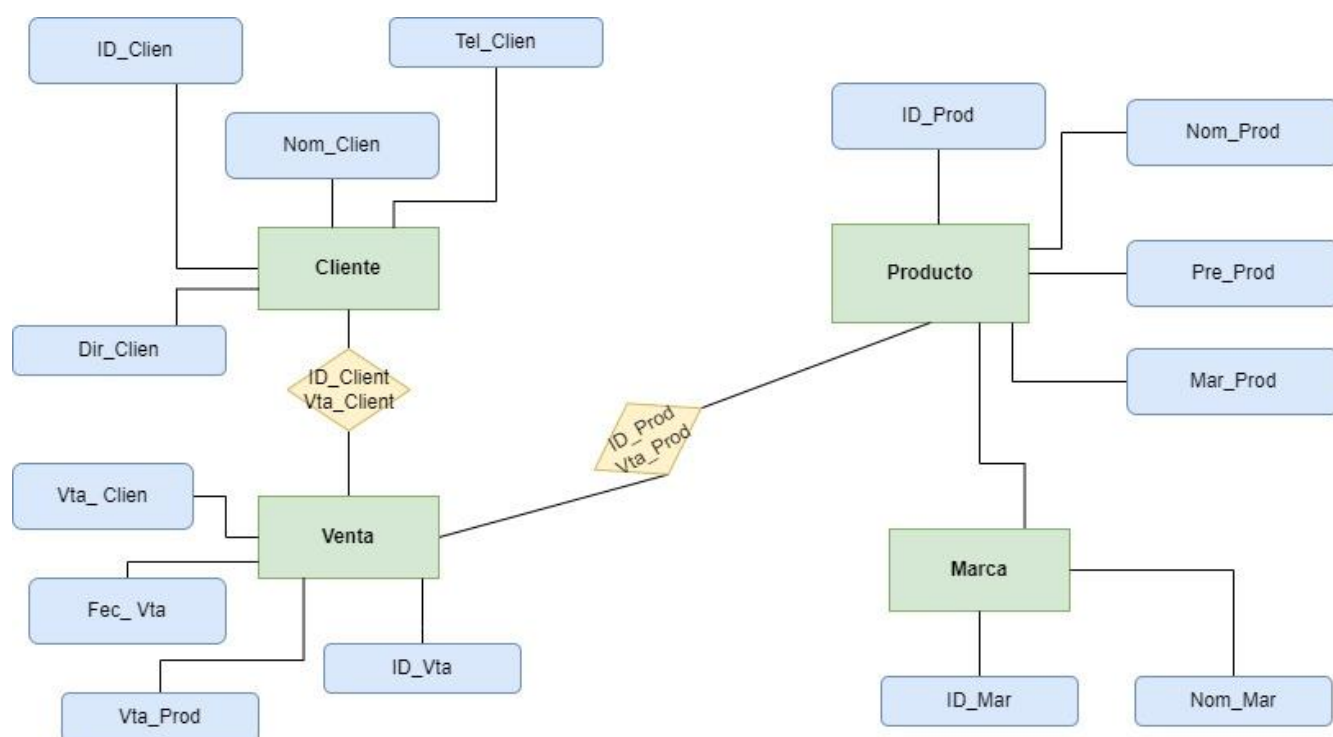 ID_Clien
Tel_Clien
Nom_Clien
Cliente
Dir_Clien
ID_Client
Vta_Client
Vta_ Clien
Venta
Fec_ Vta
Vta_Prod
ID_Vta
ID_Prod
Vta_Prod
ID_Prod
Nom_Prod
Producto
Pre_Prod
Mar_Prod
Marca
ID_Mar
Nom_Mar